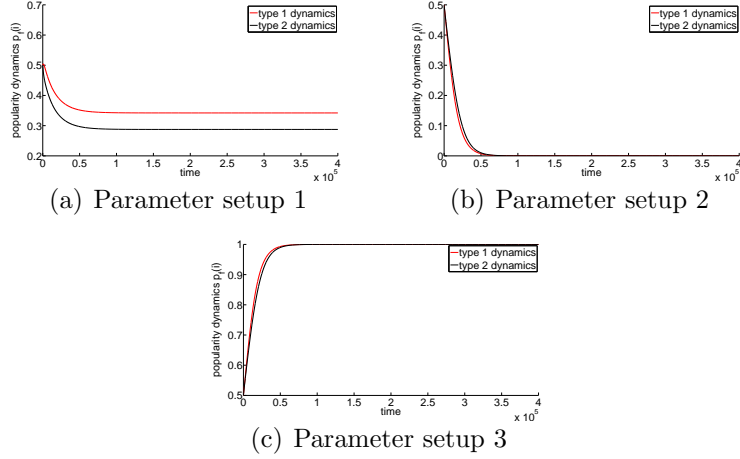 0.7
0.6
0.5
0.4
0.3
0.2
0 0.5 1 1.5 2 2.5 3 3.5 4
x 10^5
time
popularity dynamics p_f(i)
type 1 dynamics
type 2 dynamics
(a) Parameter setup 1
0.5
0.4
0.3
0.2
0.1
0
0 0.5 1 1.5 2 2.5 3 3.5 4
x 10^5
time
popularity dynamics p_f(i)
type 1 dynamics
type 2 dynamics
(b) Parameter setup 2
1
0.9
0.8
0.7
0.6
0.5
0 0.5 1 1.5 2 2.5 3 3.5 4
x 10^5
time
popularity dynamics p_f(i)
type 1 dynamics
type 2 dynamics
(c) Parameter setup 3